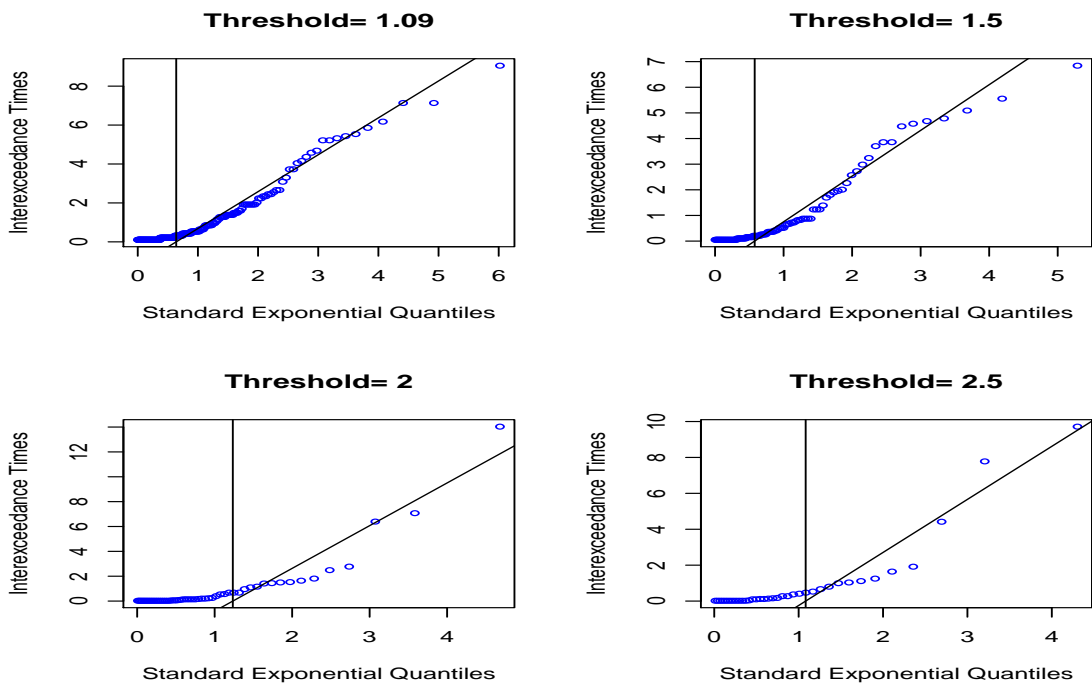 Threshold= 1.09
Interexceedance Times
0 2 4 6 8
0 1 2 3 4 5 6
Standard Exponential Quantiles
Threshold= 1.5
Interexceedance Times
0 1 2 3 4 5 6 7
0 1 2 3 4 5
Standard Exponential Quantiles
Threshold= 2
Interexceedance Times
0 2 4 6 8 12
0 1 2 3 4
Standard Exponential Quantiles
Threshold= 2.5
Interexceedance Times
0 2 4 6 8 10
0 1 2 3 4
Standard Exponential Quantiles